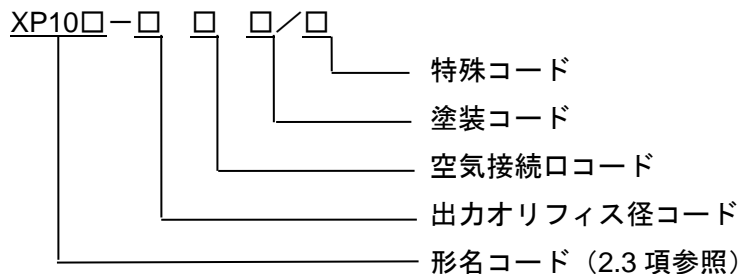 XP10□－□ □ □／□
特殊コード
塗装コード
空気接続口コード
出力オリフィス径コード
形名コード（2.3 項参照）